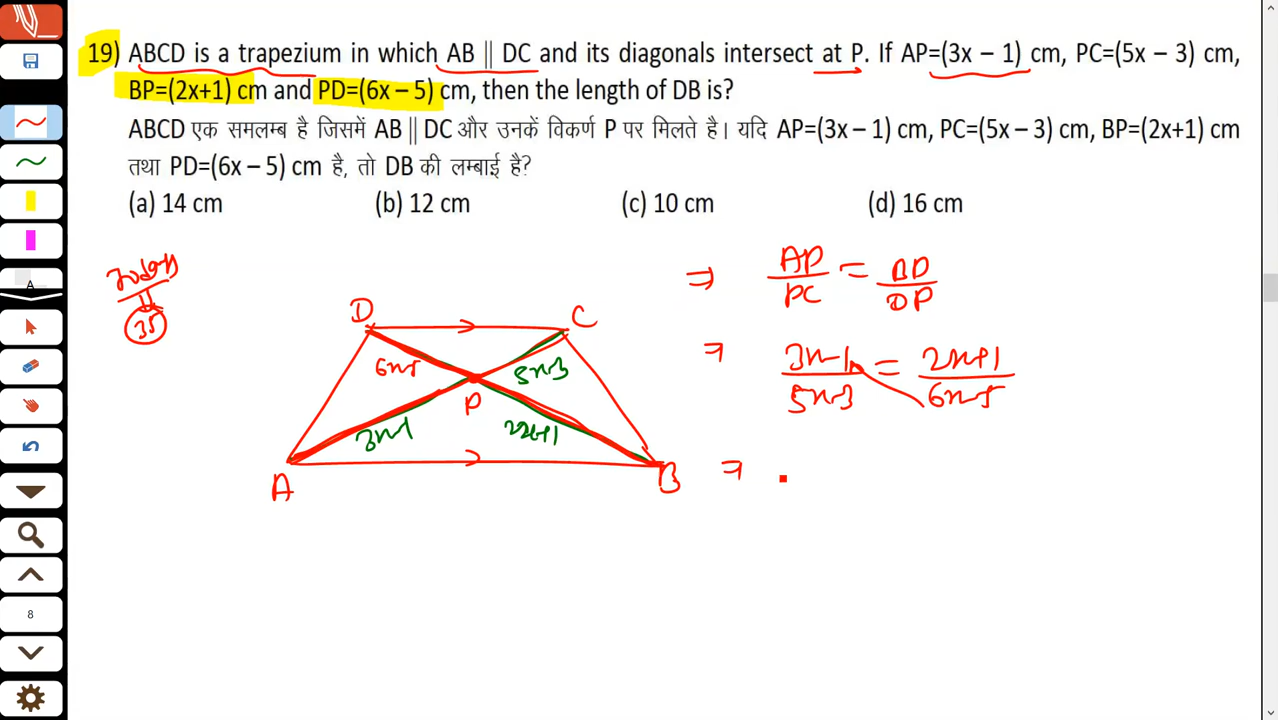 19) ABCD is a trapezium in which AB || DC and its diagonals intersect at P. If AP=(3x – 1) cm, PC=(5x – 3) cm,
BP=(2x+1) cm and PD=(6x – 5) cm, then the length of DB is?
ABCD एक समलम्ब है जिसमें AB || DC और उनकें विकर्ण P पर मिलते है। यदि AP=(3x – 1) cm, PC=(5x – 3) cm, BP=(2x+1) cm
तथा PD=(6x – 5) cm है, तो DB की लम्बाई है?
(a) 14 cm (b) 12 cm (c) 10 cm (d) 16 cm
⇒ AP/PC = BP/DP
35
D C
6x-5 5x-3
⇒ 3x-1/5x-3 = 2x+1/6x-5
P
3x-1 2x+1
A B ⇒
A
8